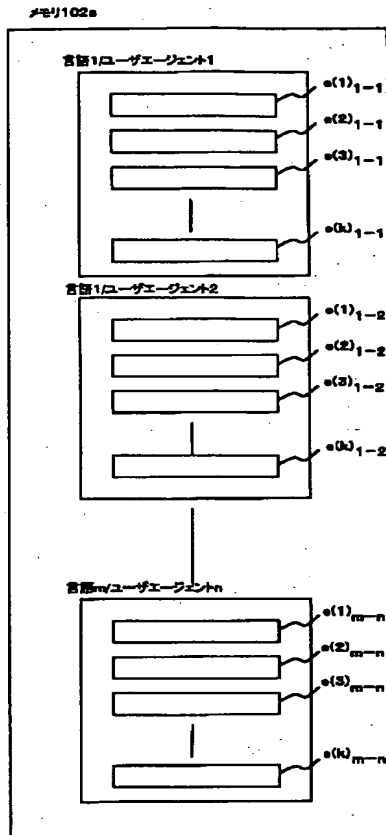 メモリ102s
言語1/ユーザエージェント1
e(1)1-1
e(2)1-1
e(3)1-1
e(k)1-1
言語1/ユーザエージェント2
e(1)1-2
e(2)1-2
e(3)1-2
e(k)1-2
言語m/ユーザエージェントn
e(1)m-n
e(2)m-n
e(3)m-n
e(k)m-n